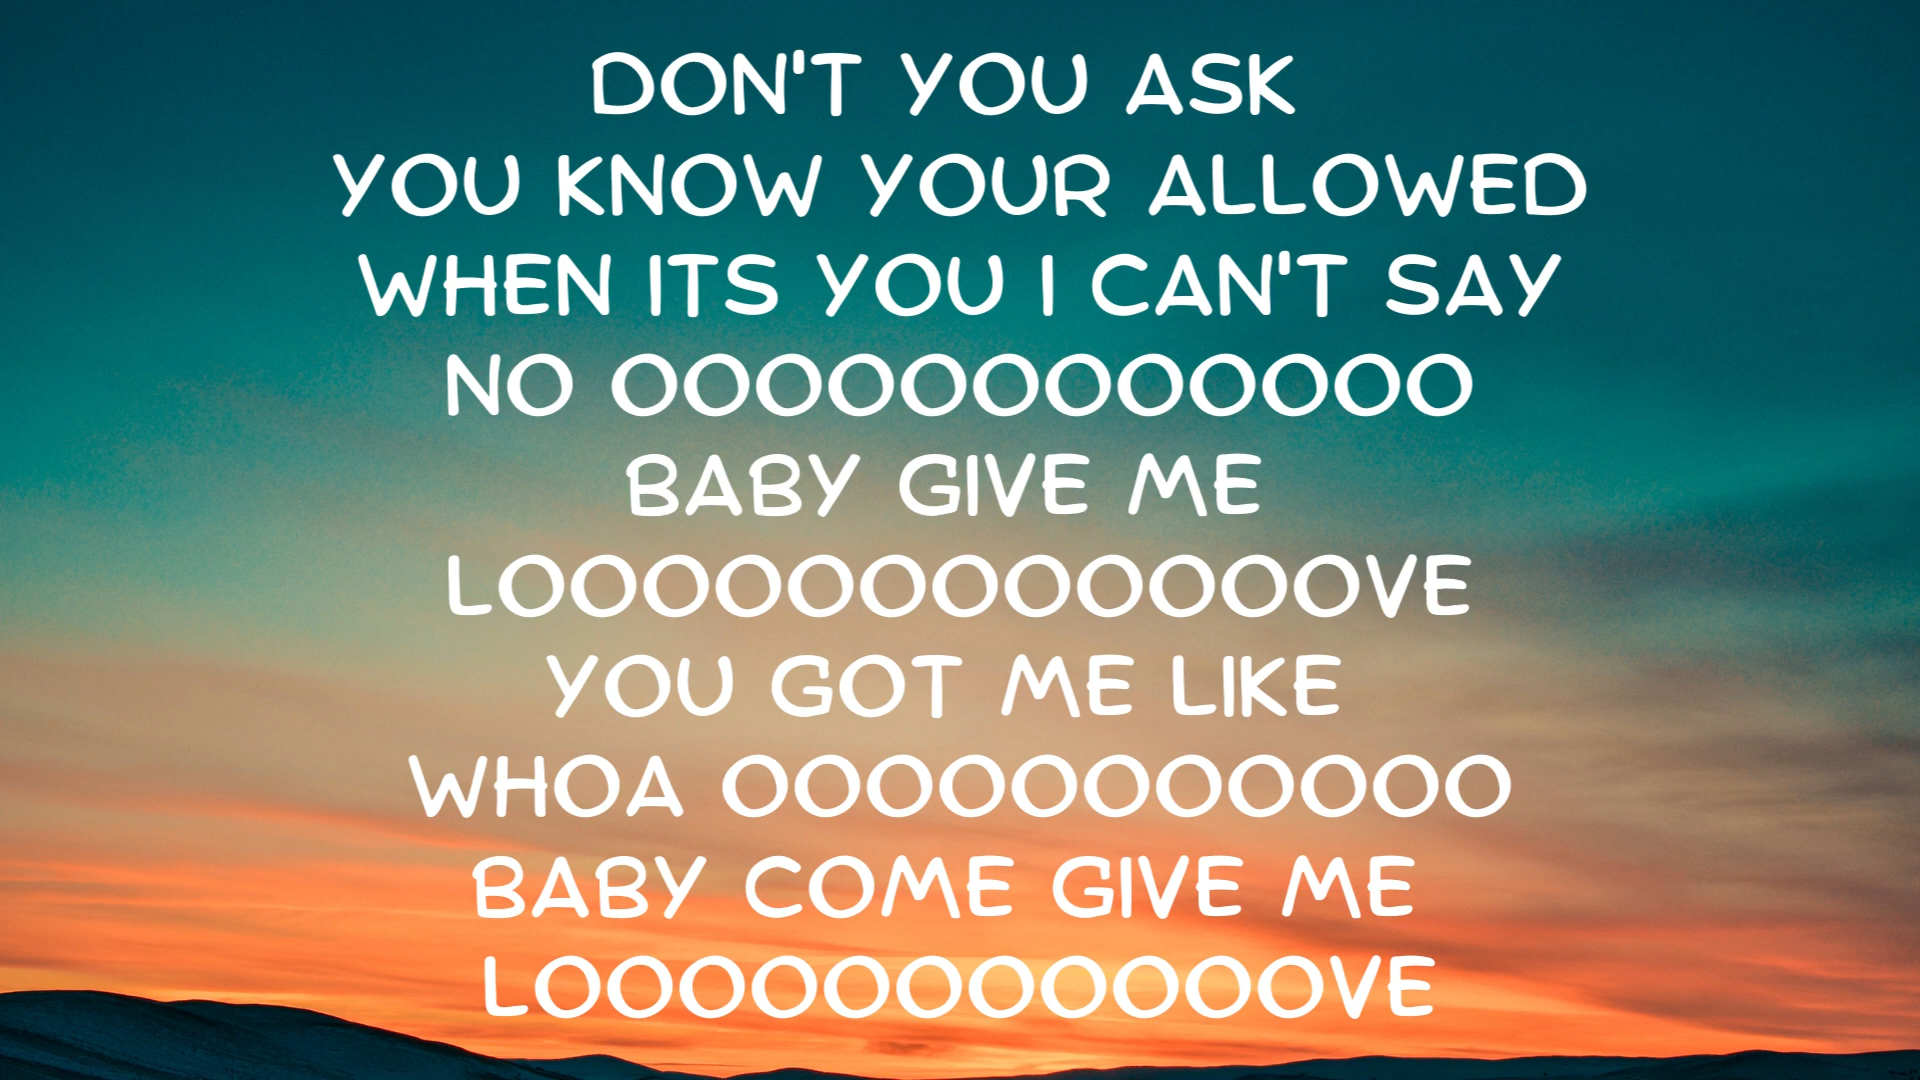 DON'T YOU ASK
YOU KNOW YOUR ALLOWED
WHEN ITS YOU I CAN'T SAY
NO OOOOOOOOOOOO
BABY GIVE ME
LOOOOOOOOOOOOVE
YOU GOT ME LIKE
WHOA OOOOOOOOOOO
BABY COME GIVE ME
LOOOOOOOOOOOVE